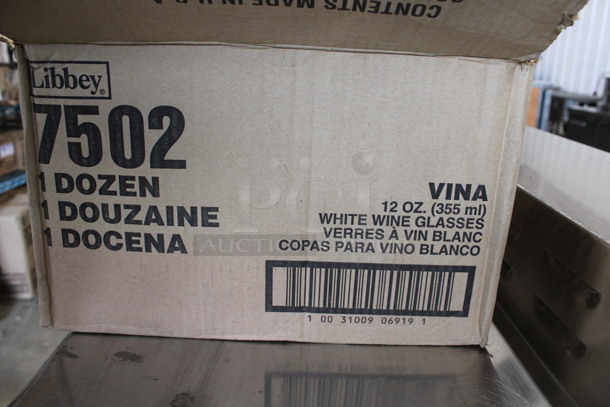 CONTENTS MADE IN U.S.A.
Libbey®
7502
1 DOZEN
1 DOUZAINE
1 DOCENA
VINA
12 OZ. (355 ml)
WHITE WINE GLASSES
VERRES À VIN BLANC
COPAS PARA VINO BLANCO
1 00 31009 06919 1
AUCTION